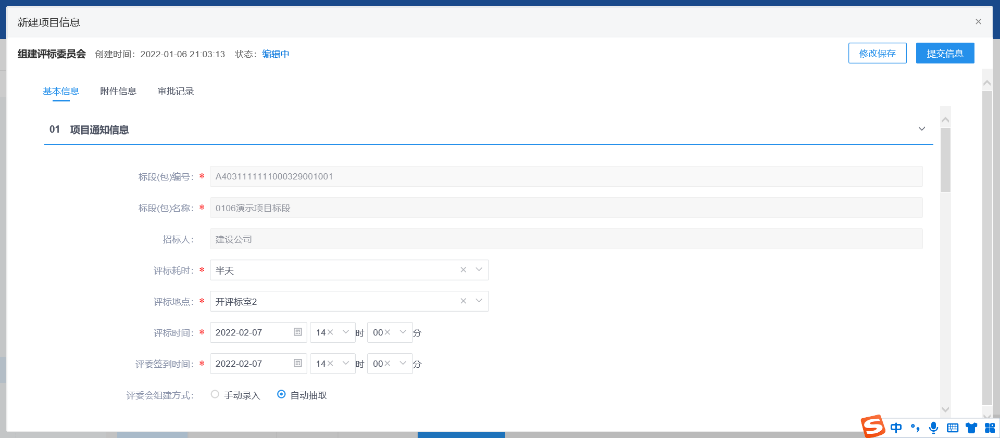 新建项目信息
组建评标委员会 创建时间：2022-01-06 21:03:13 状态：编辑中 修改保存 提交信息
基本信息 附件信息 审批记录
01 项目通知信息
标段(包)编号：* A4031111111000329001001
标段(包)名称：* 0106演示项目标段
招标人： 建设公司
评标耗时：* 半天
评标地点：* 开评标室2
评标时间：* 2022-02-07 14 时 00 分
评委签到时间：* 2022-02-07 14 时 00 分
评委会组建方式： 手动录入 自动抽取
中